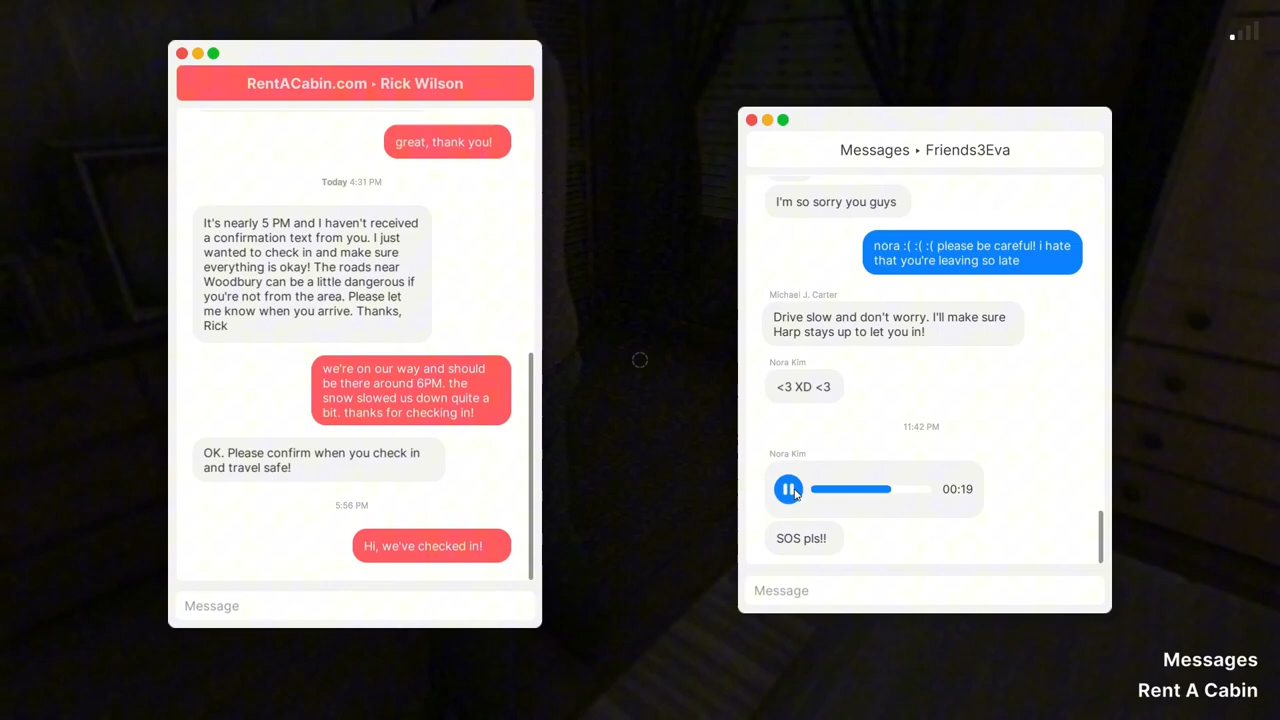 RentACabin.com ‣ Rick Wilson
great, thank you!
Today 4:31 PM
It's nearly 5 PM and I haven't received
a confirmation text from you. I just
wanted to check in and make sure
everything is okay! The roads near
Woodbury can be a little dangerous if
you're not from the area. Please let
me know when you arrive. Thanks,
Rick
we're on our way and should
be there around 6PM. the
snow slowed us down quite a
bit. thanks for checking in!
OK. Please confirm when you check in
and travel safe!
5:56 PM
Hi, we've checked in!
Message
Messages ‣ Friends3Eva
I'm so sorry you guys
nora :( :( :( please be careful! i hate
that you're leaving so late
Michael J. Carter
Drive slow and don't worry. I'll make sure
Harp stays up to let you in!
Nora Kim
<3 XD <3
11:42 PM
Nora Kim
00:19
SOS pls!!
Message
Messages
Rent A Cabin